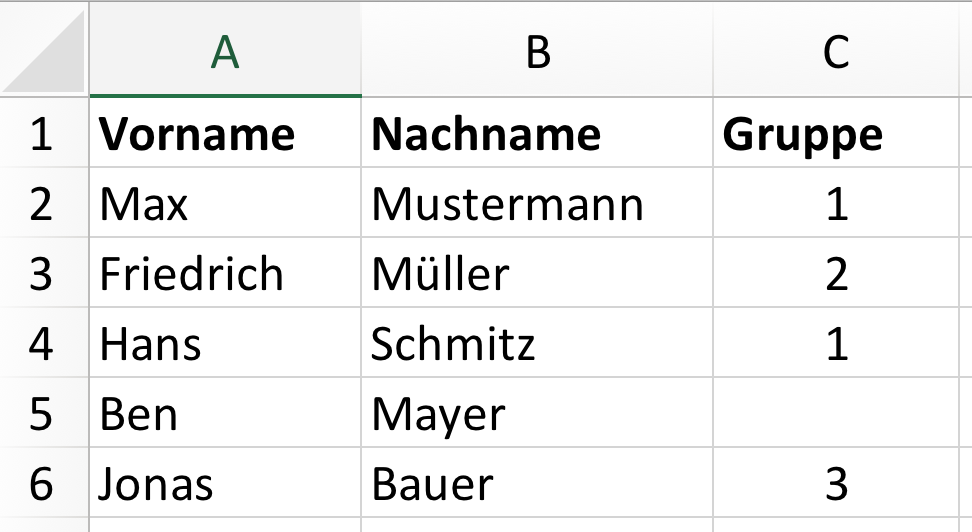 A B C
1 Vorname Nachname Gruppe
2 Max Mustermann 1
3 Friedrich Müller 2
4 Hans Schmitz 1
5 Ben Mayer
6 Jonas Bauer 3